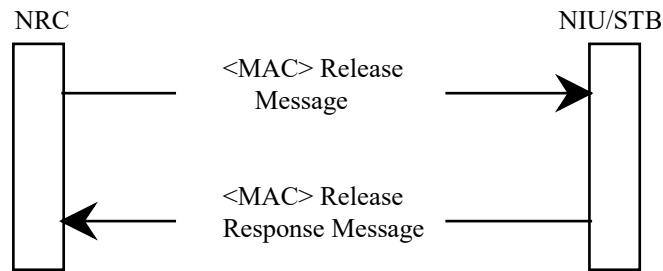 NRC
NIU/STB
<MAC> Release
Message
<MAC> Release
Response Message